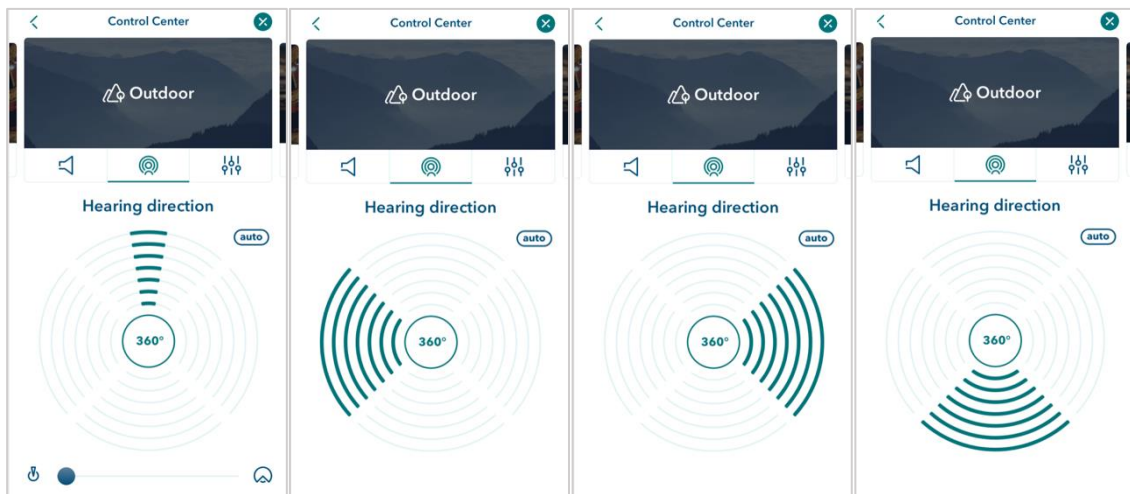 Control Center
Outdoor
Hearing direction
auto
360°
Control Center
Outdoor
Hearing direction
auto
360°
Control Center
Outdoor
Hearing direction
auto
360°
Control Center
Outdoor
Hearing direction
auto
360°